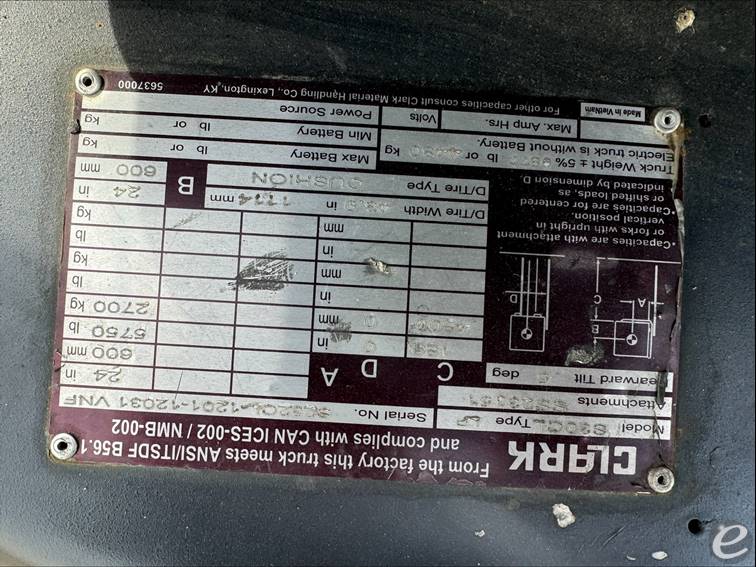 CLARK
From the factory this truck meets ANSI/ITSDF B56.1
and complies with CAN ICES-002 / NMB-002
Model Type Serial No. 1201-12031 VNF
Attachments
Rearward Tilt deg
C D A
24 in
600 mm
in 0 5750 lb
mm 0 2700 kg
in lb
mm kg
in lb
mm kg
A B C D
•Capacities are with attachment
or forks with upright in
vertical position.
•Capacities are for centered
or shifted loads as
indicated by dimension D.
D/Tire Width in mm
D/Tire Type CUSHION
B 24 in
600 mm
Truck Weight ± 5% lb or kg
Electric truck is without Battery.
Max Battery lb or kg
Min Battery lb or kg
Max. Amp Hrs. Volts Power Source
Made in VietNam
For other capacities consult Clark Material Handling Co., Lexington, KY 5637000
e